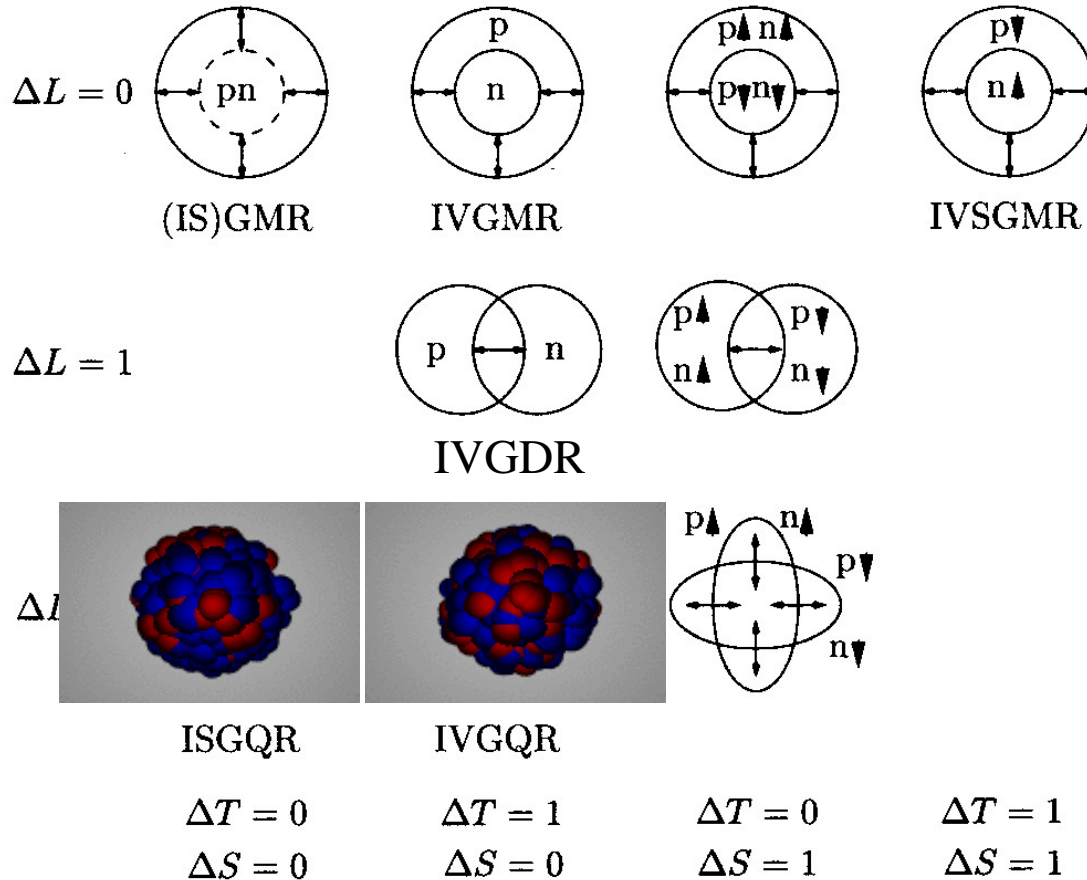 p
p▲ n▲
p▼
ΔL = 0
pn
n
p▼n▼
n▲
(IS)GMR
IVGMR
IVSGMR
p▲
p▼
ΔL = 1
p
n
n▲
n▼
IVGDR
p▲
n▲
p▼
n▼
ISGQR
IVGQR
ΔT = 0
ΔT = 1
ΔT = 0
ΔT = 1
ΔS = 0
ΔS = 0
ΔS = 1
ΔS = 1